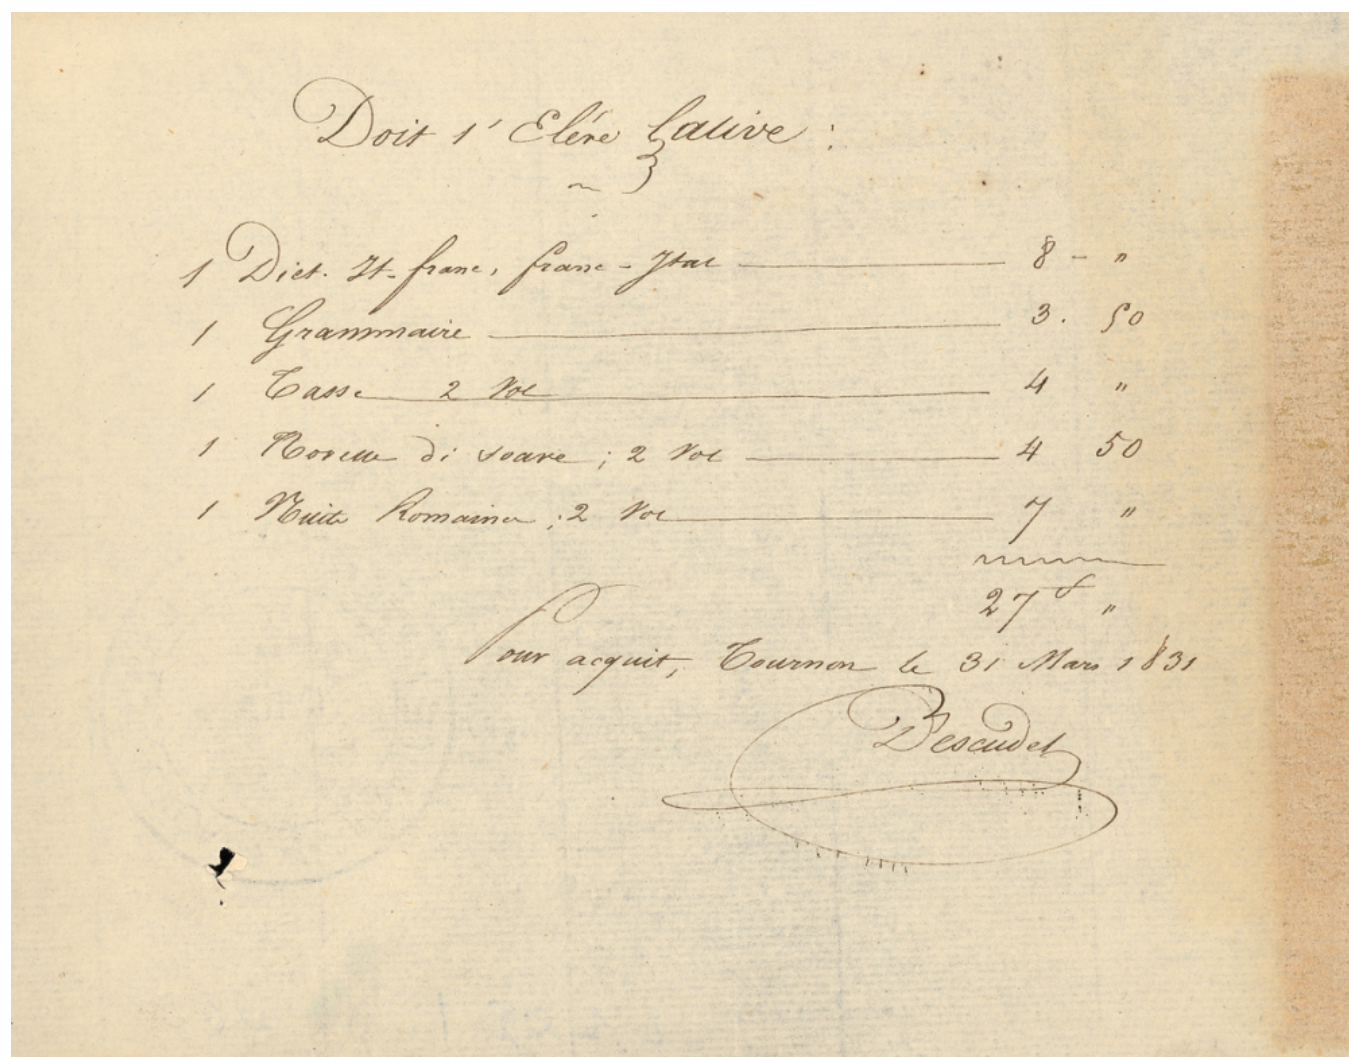 Doit l'Elève Lalive :
1 Dict. It-franc, franc-Ital 8 - "
1 Grammaire 3. 50
1 Tasse 2 Vol 4 "
1 Novelle di Soave ; 2 Vol 4 50
1 Nuits Romaines ; 2 Vol 7 "
27 f "
Pour acquit, Tournon le 31 Mars 1831
Bescudet